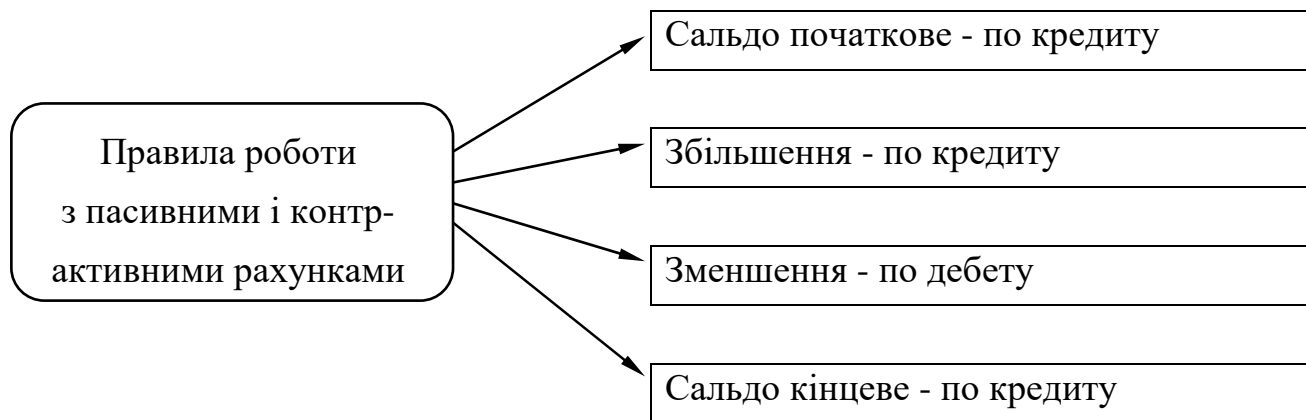 Правила роботи
з пасивними і контр-
активними рахунками
Сальдо початкове - по кредиту
Збільшення - по кредиту
Зменшення - по дебету
Сальдо кінцеве - по кредиту